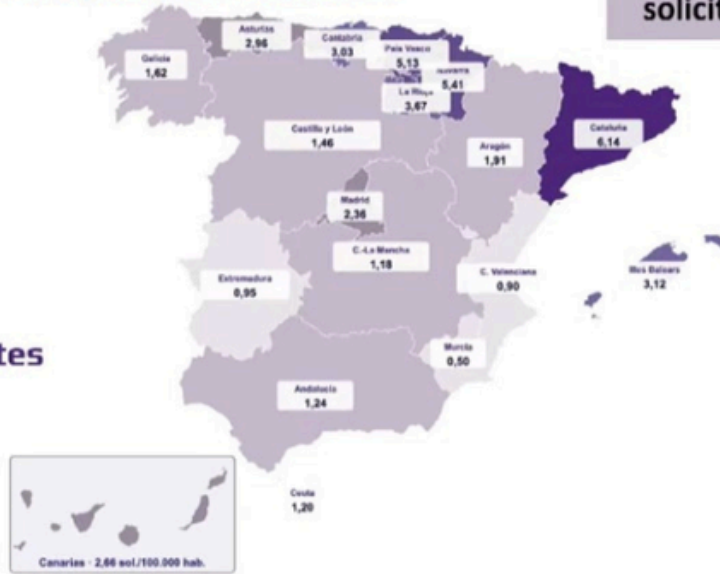 solicit
Asturias
2,96
Cantabria
3,03
País Vasco
5,13
Galicia
1,62
Navarra
5,41
La Rioja
3,67
Castilla y León
1,46
Cataluña
6,14
Aragón
1,91
Madrid
2,36
C.-La Mancha
1,18
C. Valenciana
0,90
Illes Balears
3,12
Extremadura
0,95
tes
Murcia
0,50
Andalucía
1,24
Ceuta
1,20
Canarias · 2,66 sol./100.000 hab.